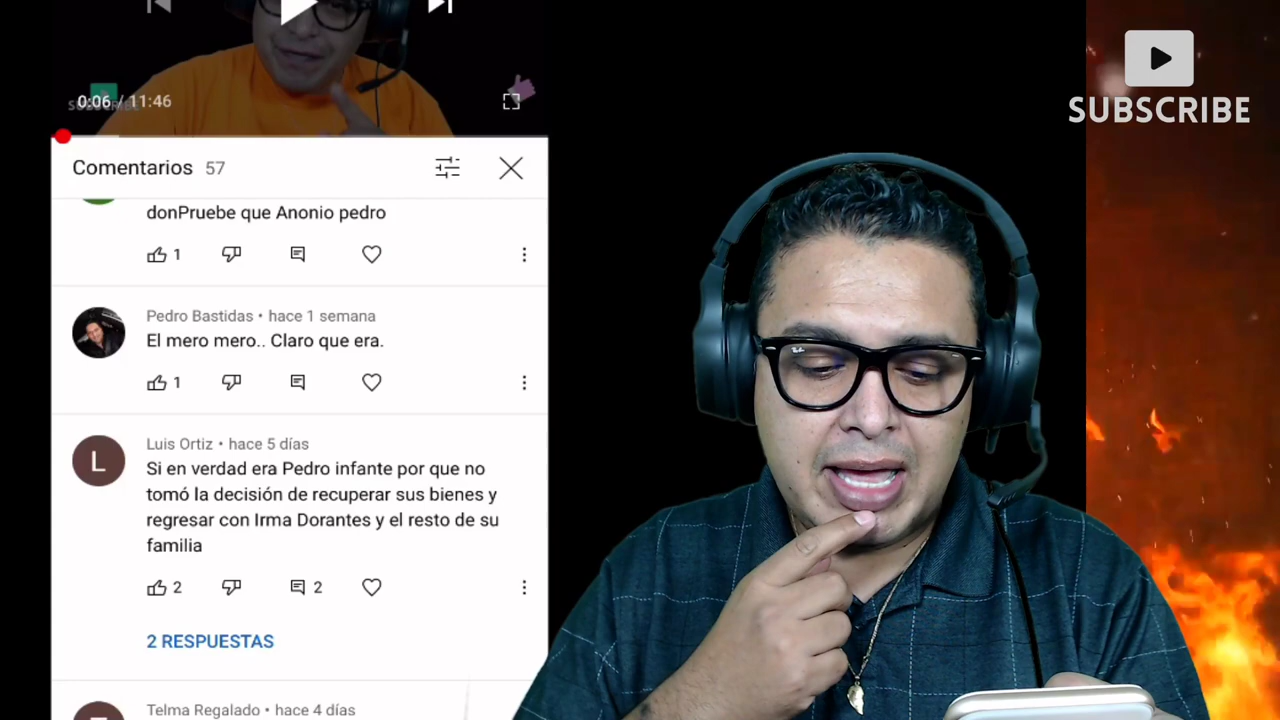 SUBSCRIBE
0:06 / 11:46
Comentarios 57
donPruebe que Anonio pedro
1
Pedro Bastidas • hace 1 semana
El mero mero.. Claro que era.
1
L
Luis Ortiz • hace 5 días
Si en verdad era Pedro infante por que no
tomó la decisión de recuperar sus bienes y
regresar con Irma Dorantes y el resto de su
familia
2 2
2 RESPUESTAS
Telma Regalado • hace 4 días